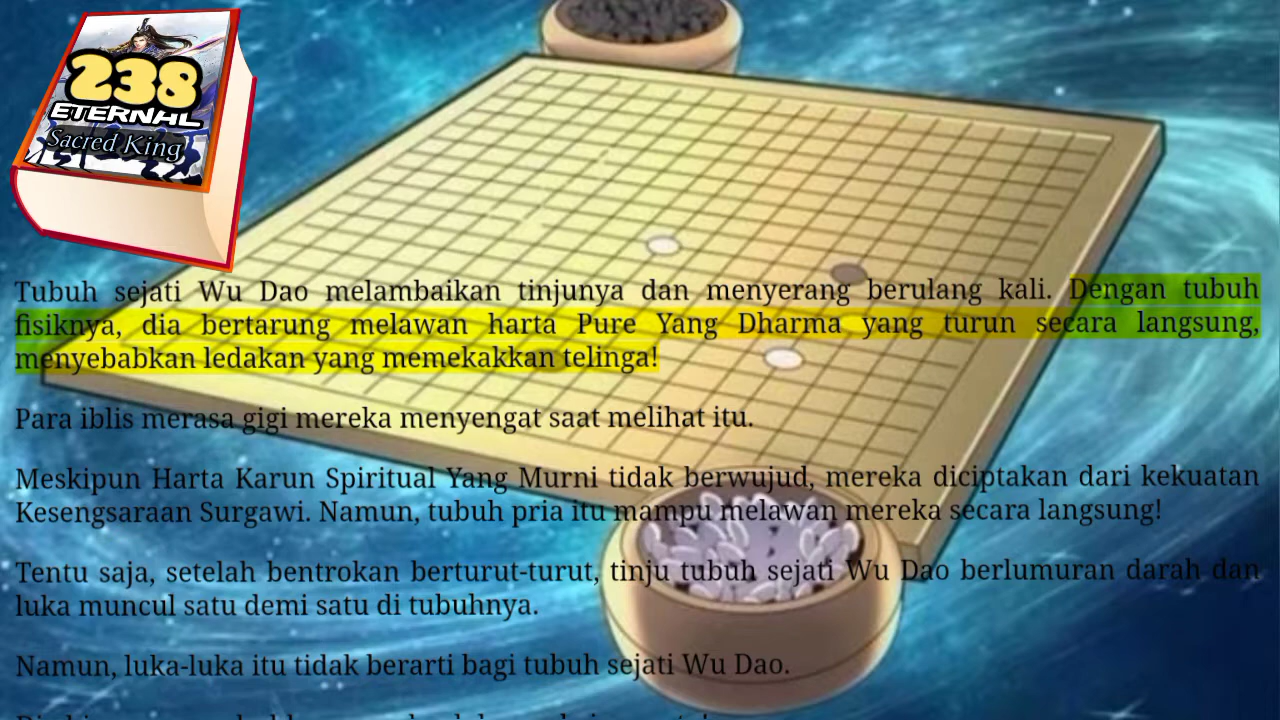 238
ETERNAL
Sacred King
Tubuh sejati Wu Dao melambaikan tinjunya dan menyerang berulang kali. Dengan tubuh
fisiknya, dia bertarung melawan harta Pure Yang Dharma yang turun secara langsung,
menyebabkan ledakan yang memekakkan telinga!
Para iblis merasa gigi mereka menyengat saat melihat itu.
Meskipun Harta Karun Spiritual Yang Murni tidak berwujud, mereka diciptakan dari kekuatan
Kesengsaraan Surgawi. Namun, tubuh pria itu mampu melawan mereka secara langsung!
Tentu saja, setelah bentrokan berturut-turut, tinju tubuh sejati Wu Dao berlumuran darah dan
luka muncul satu demi satu di tubuhnya.
Namun, luka-luka itu tidak berarti bagi tubuh sejati Wu Dao.